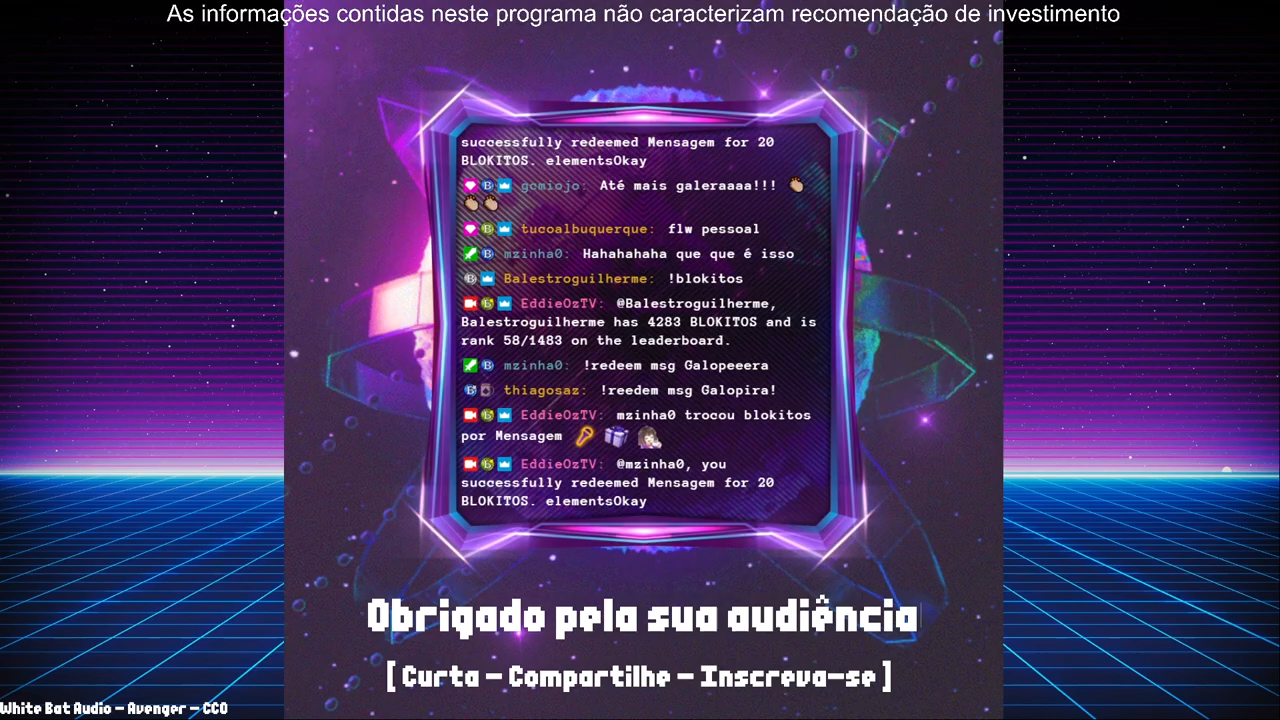 As informações contidas neste programa não caracterizam recomendação de investimento
successfully redeemed Mensagem for 20
BLOKITOS. elementsOkay
gcmiojo: Até mais galeraaaa!!!
tucoalbuquerque: flw pessoal
mzinha0: Hahahahaha que que é isso
Balestroguilherme: !blokitos
EddieOzTV: @Balestroguilherme,
Balestroguilherme has 4283 BLOKITOS and is
rank 58/1483 on the leaderboard.
mzinha0: !redeem msg Galopeeera
thiagosaz: !reedem msg Galopira!
EddieOzTV: mzinha0 trocou blokitos
por Mensagem
EddieOzTV: @mzinha0, you
successfully redeemed Mensagem for 20
BLOKITOS. elementsOkay
Obrigado pela sua audiência
[ Curta - Compartilhe - Inscreva-se ]
White Bat Audio - Avenger - CC0